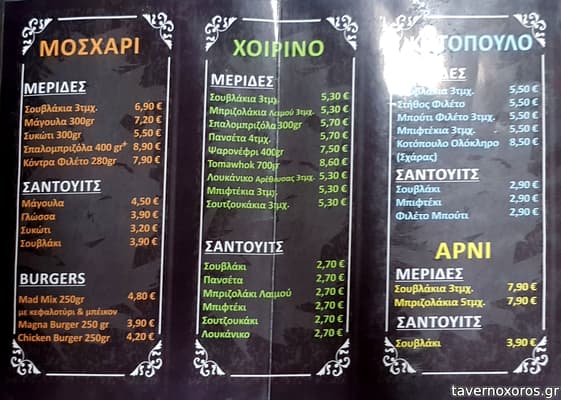 ΜΟΣΧΑΡΙ
ΜΕΡΙΔΕΣ
Σουβλάκια 3τμχ. 6,90 €
Μάγουλα 300gr 7,20 €
Συκώτι 300gr 5,50 €
Σπαλομπριζόλα 400 gr 8,90 €
Κόντρα Φιλέτο 280gr 7,90 €
ΣΑΝΤΟΥΙΤΣ
Μάγουλα 4,50 €
Γλώσσα 3,90 €
Συκώτι 3,20 €
Σουβλάκι 3,90 €
BURGERS
Mad Mix 250gr 4,80 €
με κεφαλοτύρι & μπέικον
Magna Burger 250 gr 3,90 €
Chicken Burger 250gr 4,20 €
ΧΟΙΡΙΝΟ
ΜΕΡΙΔΕΣ
Σουβλάκια 3τμχ. 5,30 €
Μπριζολάκια Λαιμού 3τμχ. 5,30 €
Σπαλομπριζόλα 300gr 5,70 €
Πανσέτα 4τμχ. 5,30 €
Ψαρονέφρι 400gr 7,50 €
Tomawhok 700gr 8,60 €
Λουκάνικο Αρέθουσας 3τμχ. 5,30 €
Μπιφτέκια 3τμχ. 5,30 €
Σουτζουκάκια 3τμχ. 5,30 €
ΣΑΝΤΟΥΙΤΣ
Σουβλάκι 2,70 €
Πανσέτα 2,70 €
Μπριζολάκι Λαιμού 2,70 €
Μπιφτέκι 2,70 €
Σουτζουκάκι 2,70 €
Λουκάνικο 2,70 €
ΚΟΤΟΠΟΥΛΟ
ΜΕΡΙΔΕΣ
Σουβλάκια 3τμχ. 5,50 €
Στήθος Φιλέτο 5,50 €
Μπούτι Φιλέτο 3τμχ. 5,50 €
Μπιφτέκια 3τμχ. 5,50 €
Κοτόπουλο Ολόκληρο 8,50 €
(Σχάρας)
ΣΑΝΤΟΥΙΤΣ
Σουβλάκι 2,90 €
Μπιφτέκι 2,90 €
Φιλέτο Μπούτι 2,90 €
ΑΡΝΙ
ΜΕΡΙΔΕΣ
Σουβλάκια 3τμχ. 7,90 €
Μπριζολάκια 5τμχ. 7,90 €
ΣΑΝΤΟΥΙΤΣ
Σουβλάκι 3,90 €
tavernoxoros.gr